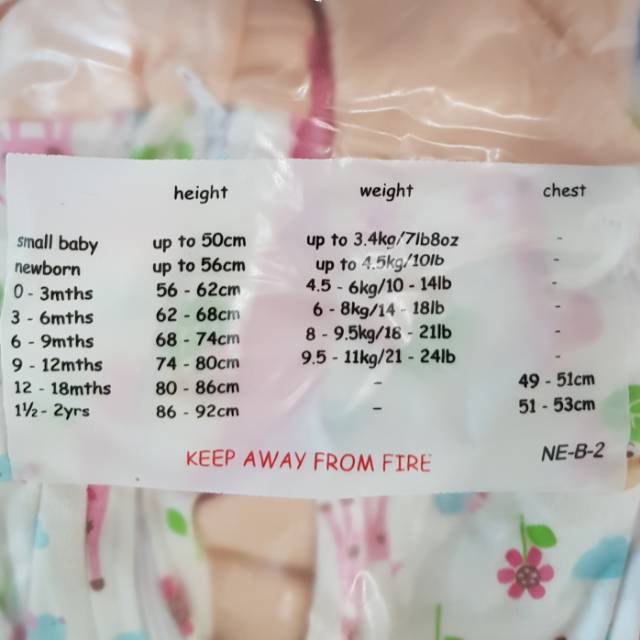 height weight chest
small baby up to 50cm up to 3.4kg/7lb8oz -
newborn up to 56cm up to 4.5kg/10lb -
0 - 3mths 56 - 62cm 4.5 - 6kg/10 - 14lb -
3 - 6mths 62 - 68cm 6 - 8kg/14 - 18lb -
6 - 9mths 68 - 74cm 8 - 9.5kg/18 - 21lb -
9 - 12mths 74 - 80cm 9.5 - 11kg/21 - 24lb -
12 - 18mths 80 - 86cm - 49 - 51cm
1½ - 2yrs 86 - 92cm - 51 - 53cm
KEEP AWAY FROM FIRE NE-B-2